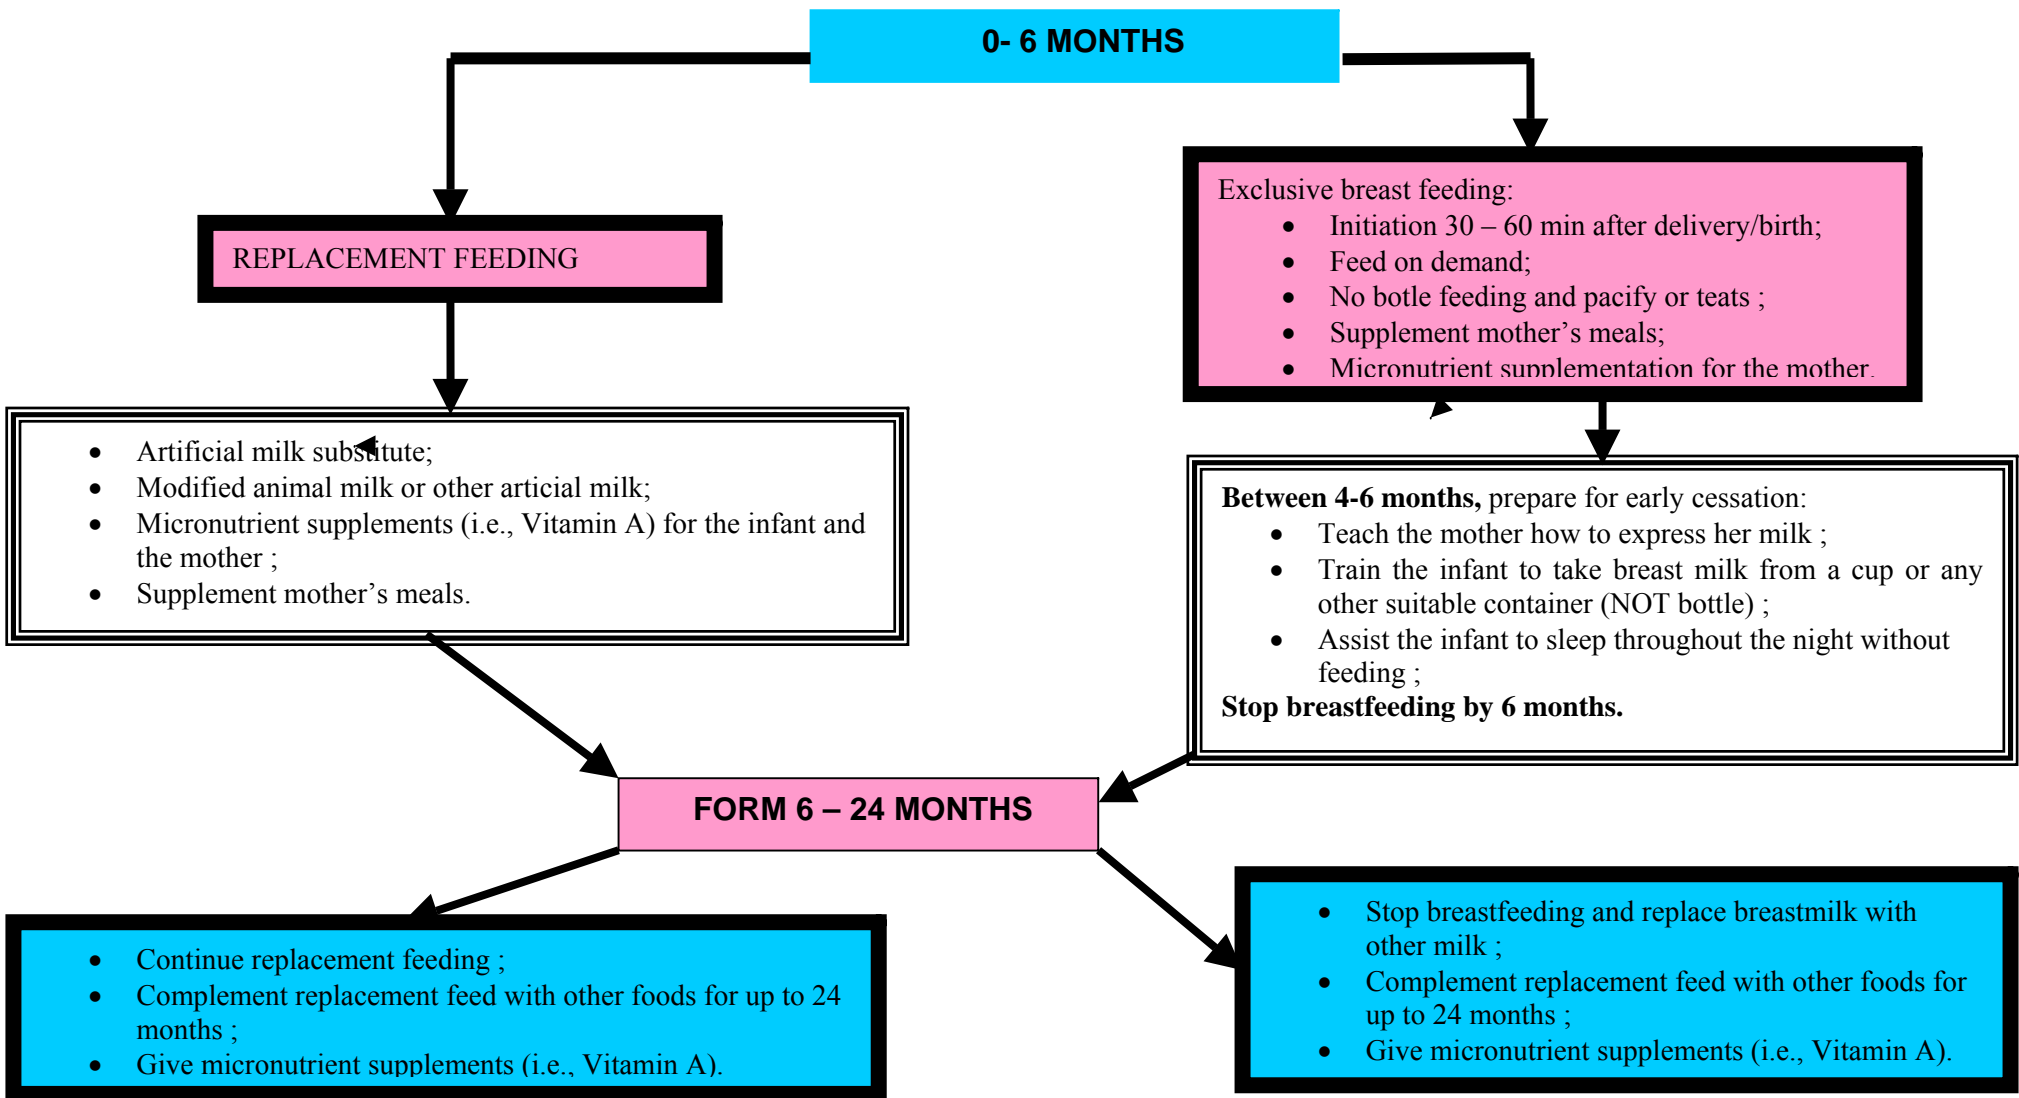 0- 6 MONTHS
REPLACEMENT FEEDING
Exclusive breast feeding:
• Initiation 30 – 60 min after delivery/birth;
• Feed on demand;
• No botle feeding and pacify or teats ;
• Supplement mother’s meals;
• Micronutrient supplementation for the mother.
• Artificial milk substitute;
• Modified animal milk or other articial milk;
• Micronutrient supplements (i.e., Vitamin A) for the infant and
the mother ;
• Supplement mother’s meals.
Between 4-6 months, prepare for early cessation:
• Teach the mother how to express her milk ;
• Train the infant to take breast milk from a cup or any
other suitable container (NOT bottle) ;
• Assist the infant to sleep throughout the night without
feeding ;
Stop breastfeeding by 6 months.
FORM 6 – 24 MONTHS
• Continue replacement feeding ;
• Complement replacement feed with other foods for up to 24
months ;
• Give micronutrient supplements (i.e., Vitamin A).
• Stop breastfeeding and replace breastmilk with
other milk ;
• Complement replacement feed with other foods for
up to 24 months ;
• Give micronutrient supplements (i.e., Vitamin A).